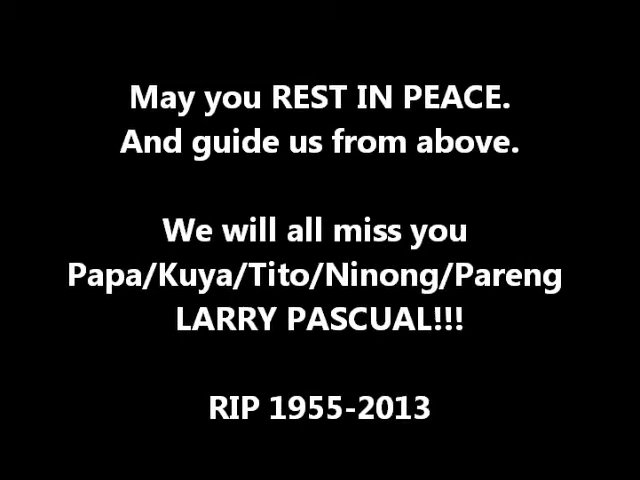 May you REST IN PEACE.
And guide us from above.
We will all miss you
Papa/Kuya/Tito/Ninong/Pareng
LARRY PASCUAL!!!
RIP 1955-2013